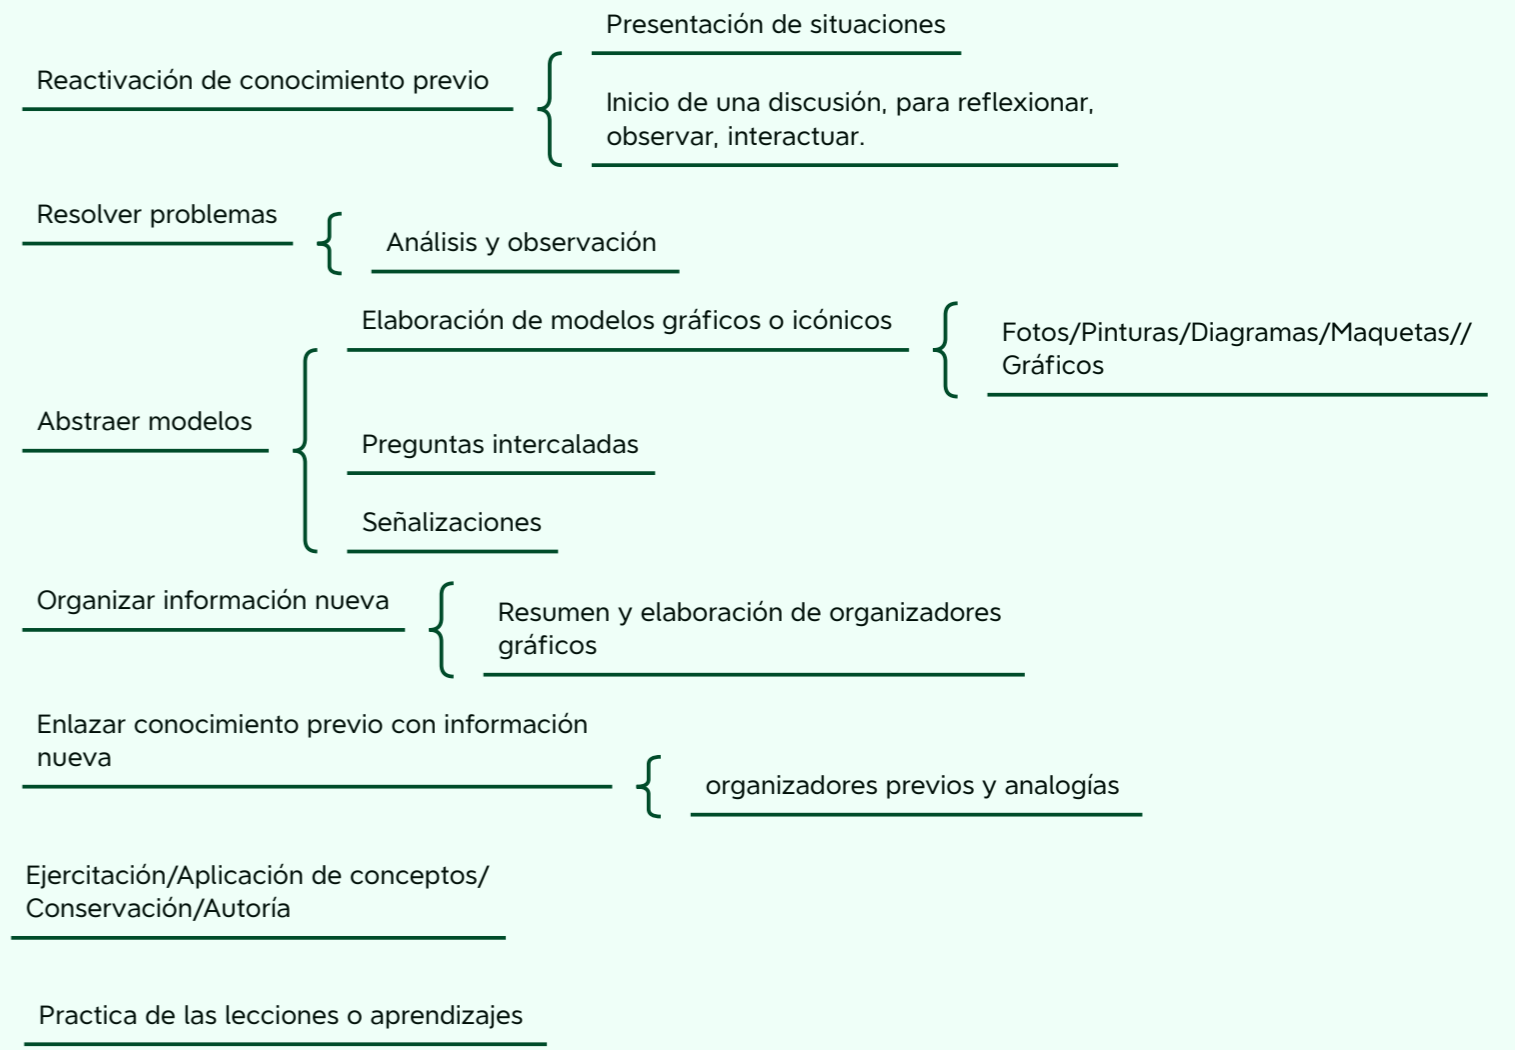 Presentación de situaciones
Reactivación de conocimiento previo
Inicio de una discusión, para reflexionar,
observar, interactuar.
Resolver problemas
Análisis y observación
Elaboración de modelos gráficos o icónicos
Fotos/Pinturas/Diagramas/Maquetas//
Gráficos
Abstraer modelos
Preguntas intercaladas
Señalizaciones
Organizar información nueva
Resumen y elaboración de organizadores
gráficos
Enlazar conocimiento previo con información
nueva
organizadores previos y analogías
Ejercitación/Aplicación de conceptos/
Conservación/Autoría
Practica de las lecciones o aprendizajes